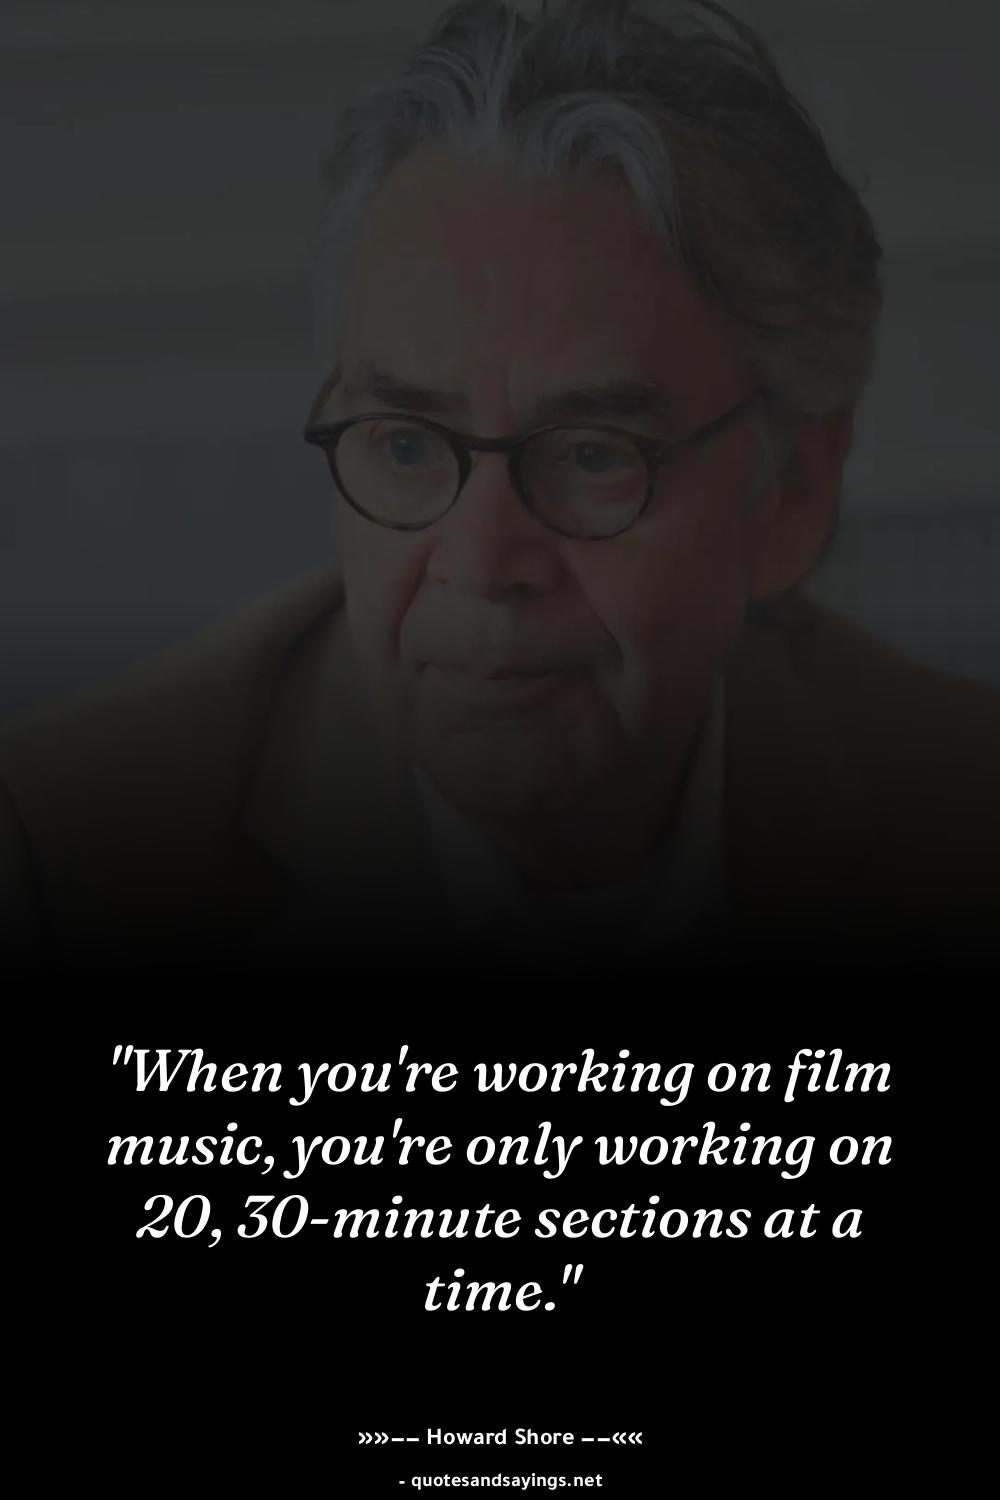 "When you're working on film
music, you're only working on
20, 30-minute sections at a
time."
»»–– Howard Shore ––««
- quotesandsayings.net